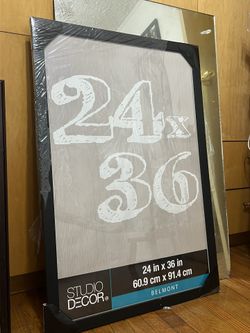 24x
36
24 in x 36 in
60.9 cm x 91.4 cm
STUDIO
DECOR®
BELMONT